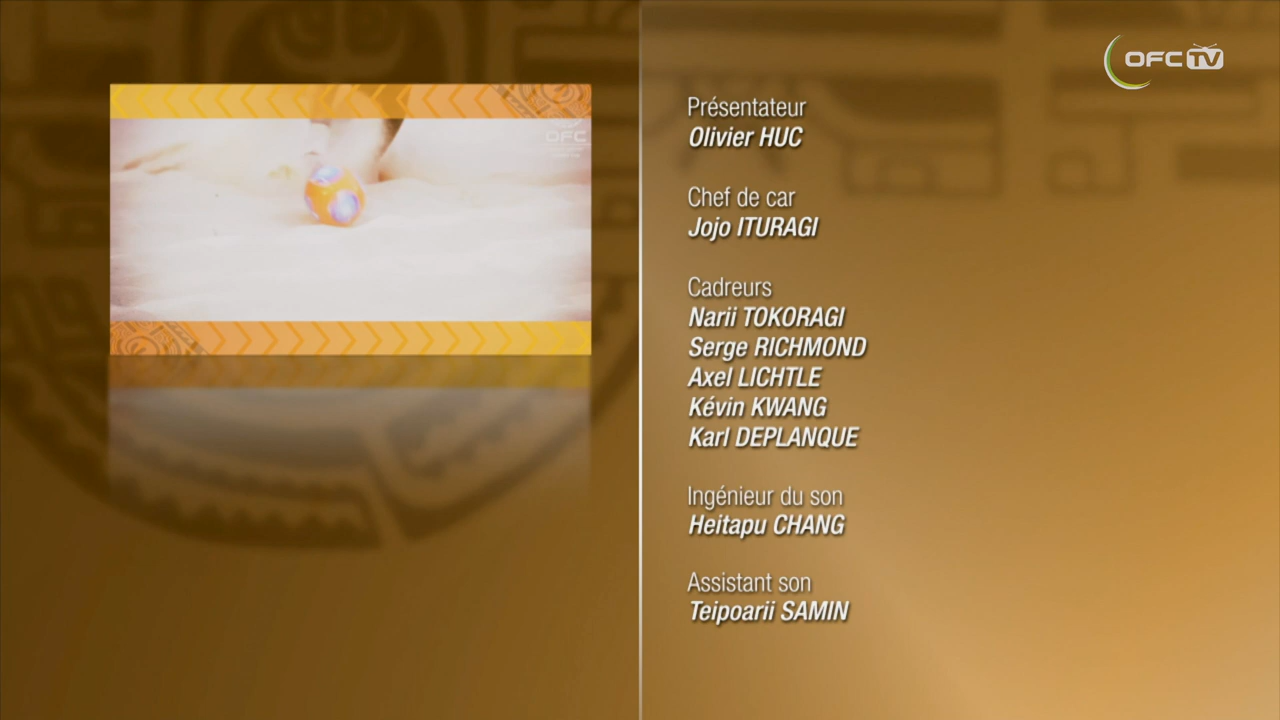 OFC TV
OFC
Présentateur
Olivier HUC
Chef de car
Jojo ITURAGI
Cadreurs
Narii TOKORAGI
Serge RICHMOND
Axel LICHTLE
Kévin KWANG
Karl DEPLANQUE
Ingénieur du son
Heitapu CHANG
Assistant son
Teipoarii SAMIN